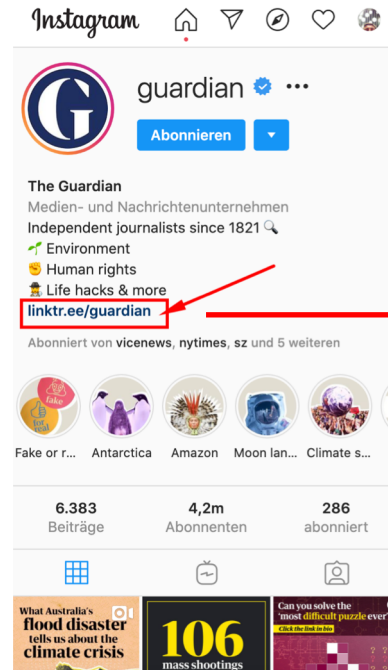 Instagram
G
guardian
Abonnieren
The Guardian
Medien- und Nachrichtenunternehmen
Independent journalists since 1821
Environment
Human rights
Life hacks & more
linktr.ee/guardian
Abonniert von vicenews, nytimes, sz und 5 weiteren
fake
for real
Fake or r... Antarctica Amazon Moon lan... Climate s...
6.383 4,2m 286
Beiträge Abonnenten abonniert
What Australia's
flood disaster
tells us about the
climate crisis
106
mass shootings
Can you solve the
'most difficult puzzle ever'
Click the link in bio
? ?